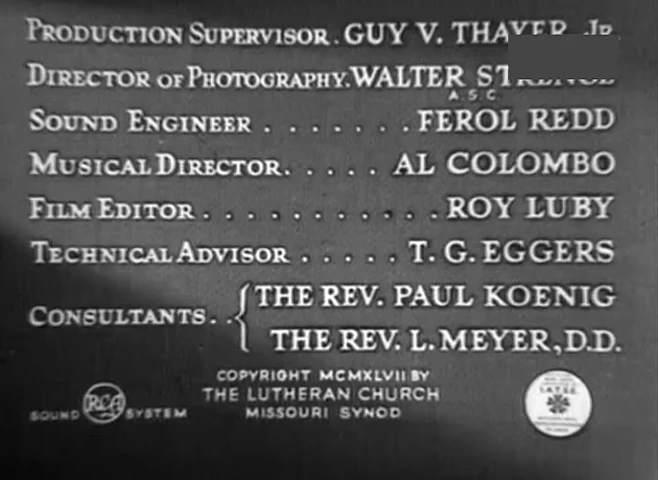 PRODUCTION SUPERVISOR. GUY V. THAYER JR.
DIRECTOR OF PHOTOGRAPHY. WALTER
A.S.C.
SOUND ENGINEER . . . . . . . FEROL REDD
MUSICAL DIRECTOR. . . . . AL COLOMBO
FILM EDITOR . . . . . . . . . . . ROY LUBY
TECHNICAL ADVISOR . . . . . T. G. EGGERS
CONSULTANTS. . { THE REV. PAUL KOENIG
THE REV. L. MEYER, D.D.
COPYRIGHT MCMXLVII BY
THE LUTHERAN CHURCH
MISSOURI SYNOD
SOUND RCA SYSTEM
I.A.T.S.E.